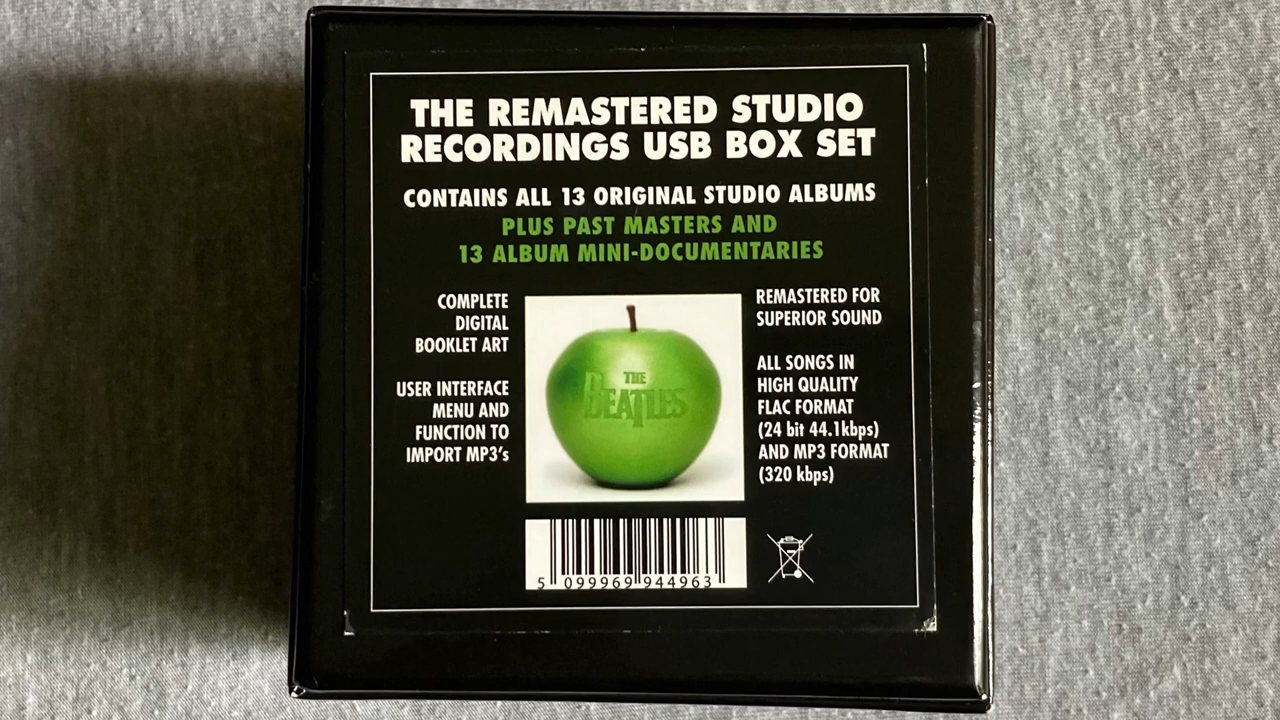 THE REMASTERED STUDIO
RECORDINGS USB BOX SET
CONTAINS ALL 13 ORIGINAL STUDIO ALBUMS
PLUS PAST MASTERS AND
13 ALBUM MINI-DOCUMENTARIES
COMPLETE
DIGITAL
BOOKLET ART
USER INTERFACE
MENU AND
FUNCTION TO
IMPORT MP3's
THE
BEATLES
REMASTERED FOR
SUPERIOR SOUND
ALL SONGS IN
HIGH QUALITY
FLAC FORMAT
(24 bit 44.1kbps)
AND MP3 FORMAT
(320 kbps)
5 099969 944963